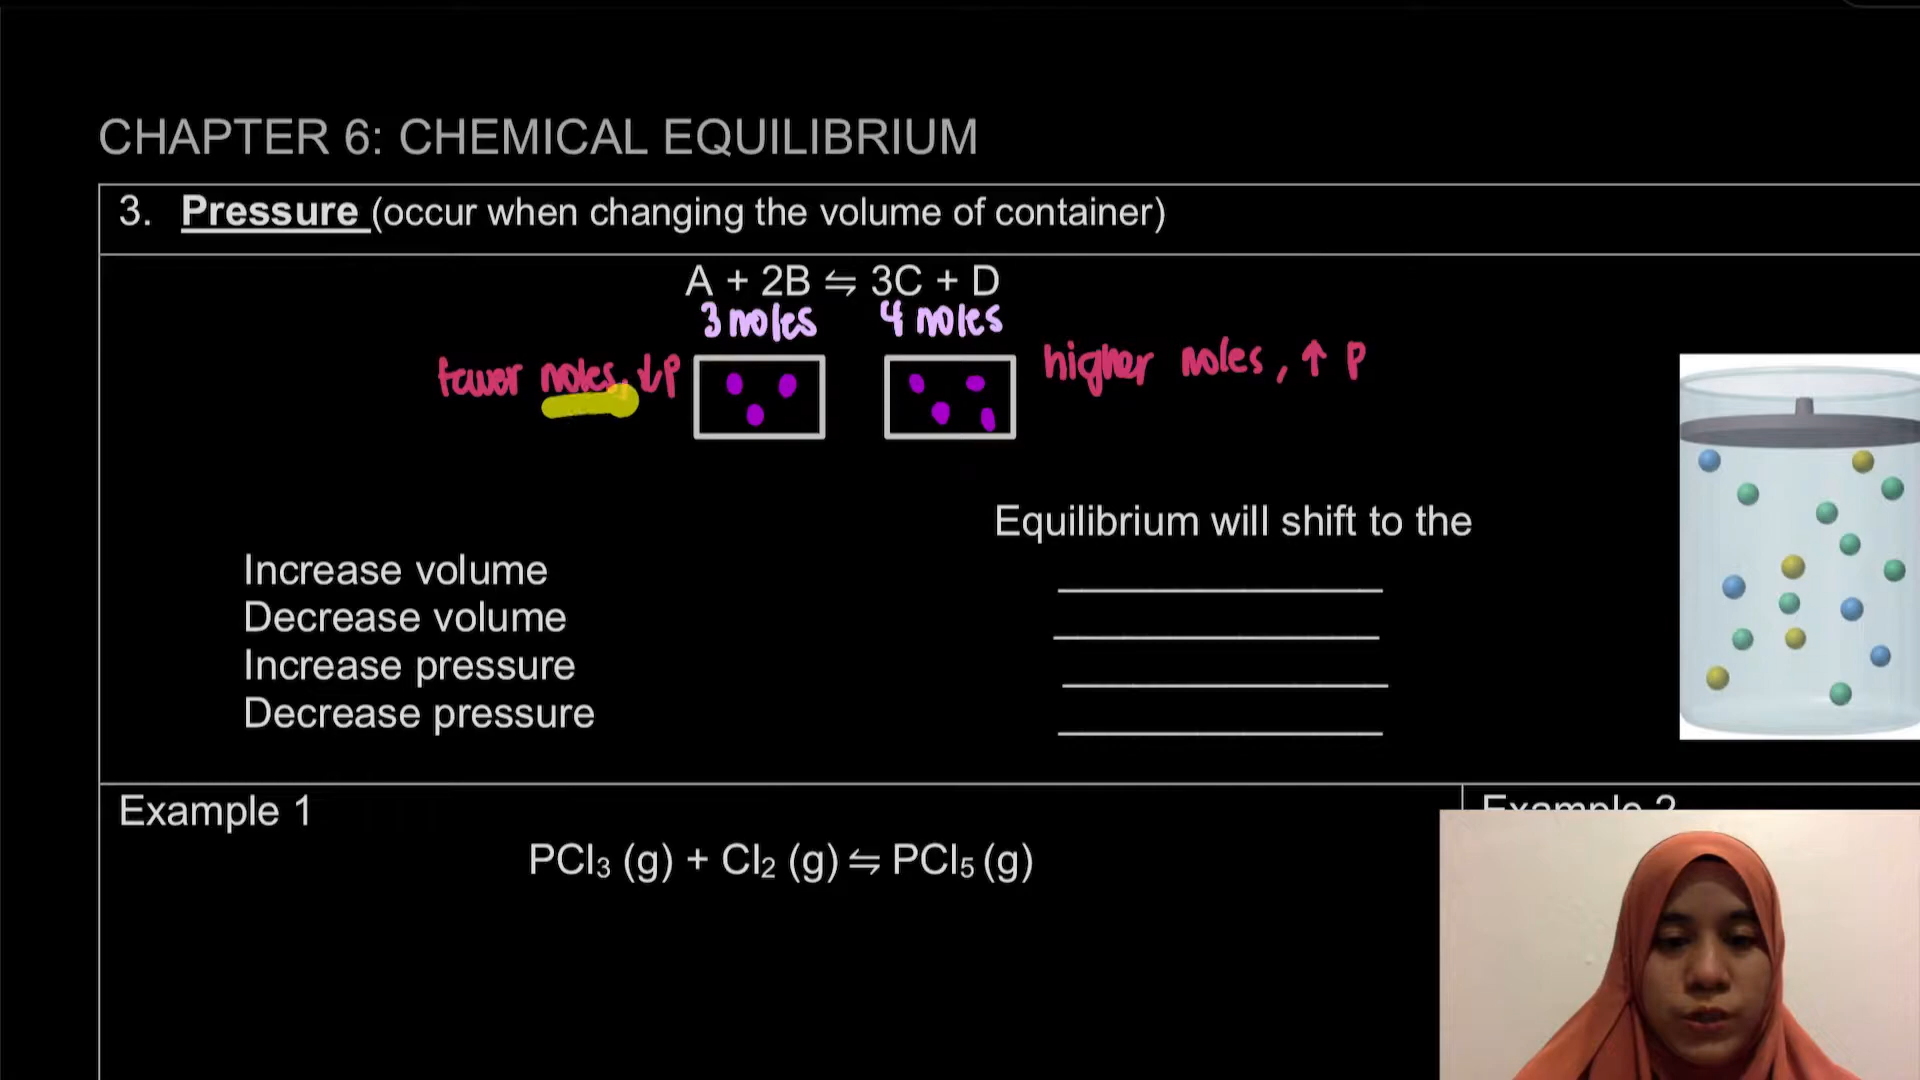 CHAPTER 6: CHEMICAL EQUILIBRIUM
3. Pressure (occur when changing the volume of container)
A + 2B ⇋ 3C + D
3 moles 4 moles
fewer moles, ↓P
higher moles, ↑ P
Equilibrium will shift to the
Increase volume
Decrease volume
Increase pressure
Decrease pressure
Example 1
Example 2
PCl₃ (g) + Cl₂ (g) ⇋ PCl₅ (g)